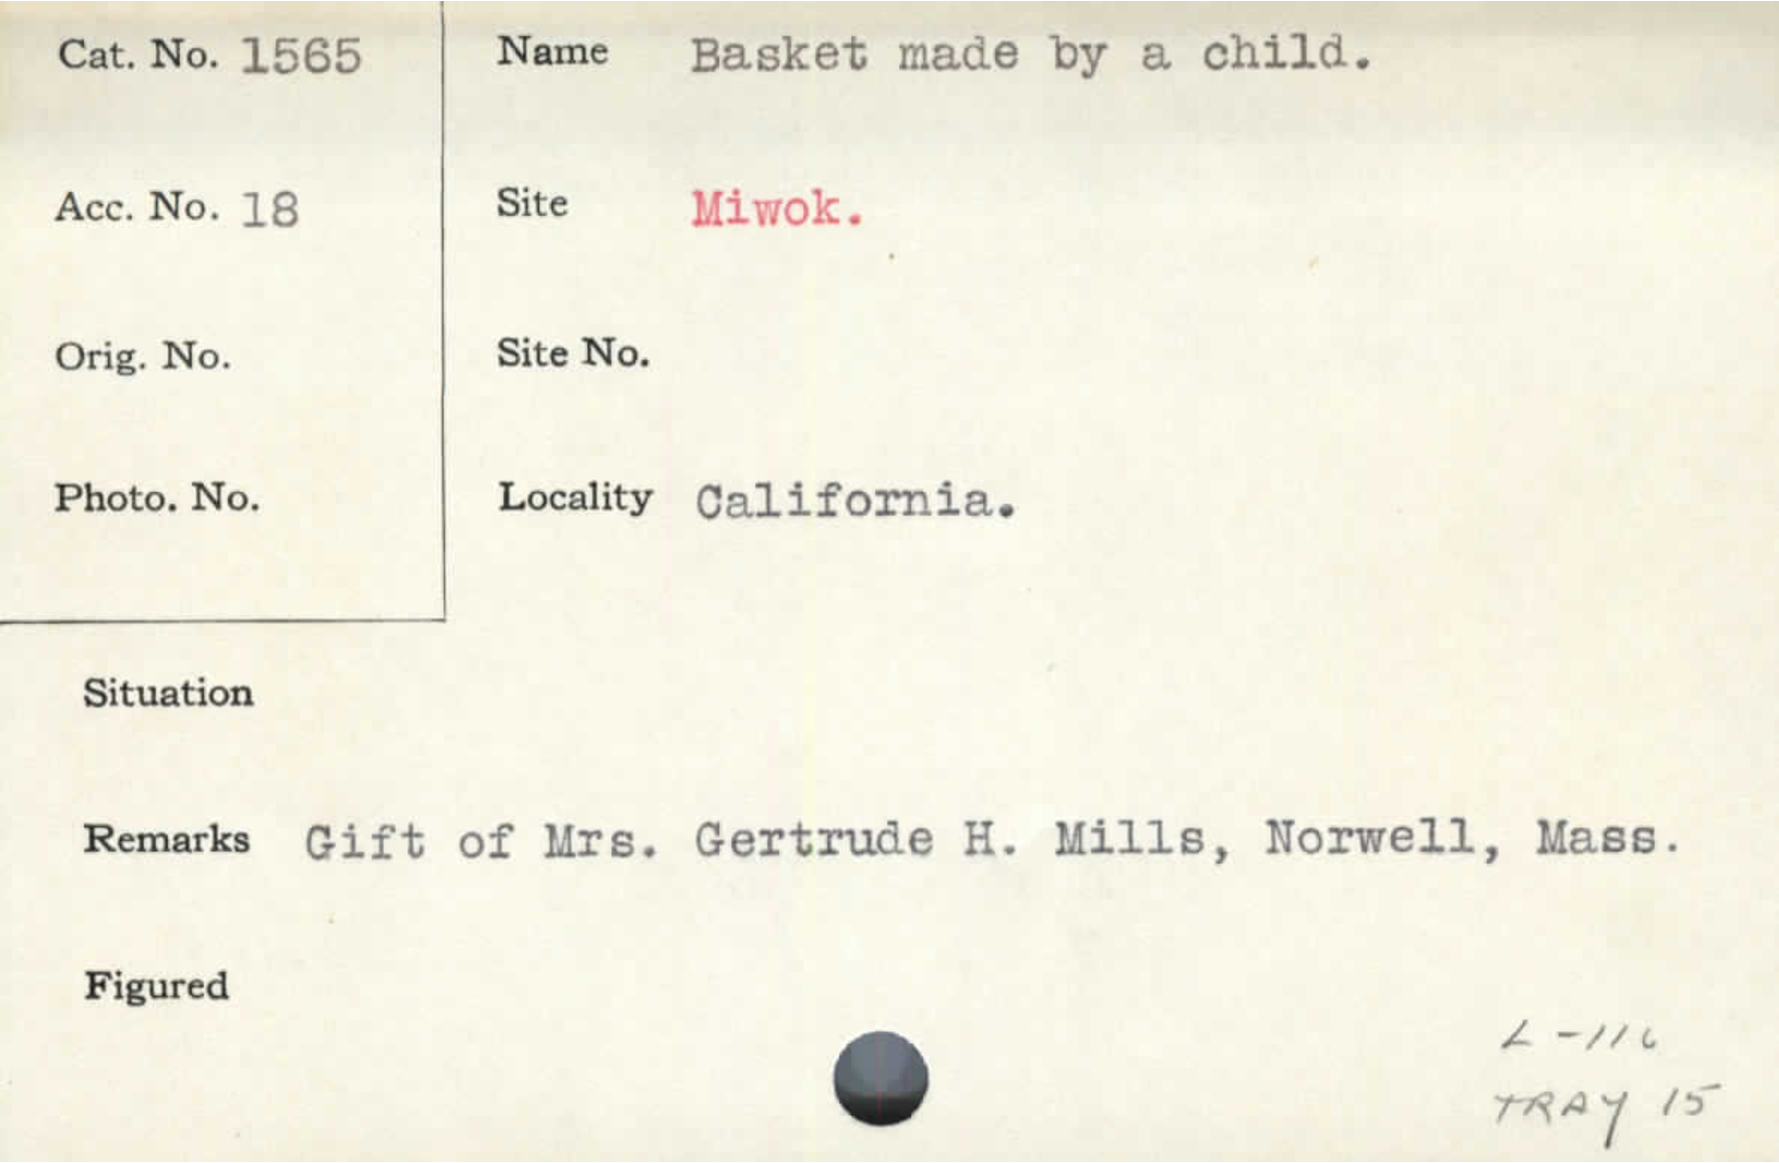 Cat. No. 1565
Name Basket made by a child.
Acc. No. 18
Site Miwok.
Orig. No.
Site No.
Photo. No.
Locality California.
Situation
Remarks Gift of Mrs. Gertrude H. Mills, Norwell, Mass.
Figured
L-116
TRAY 15